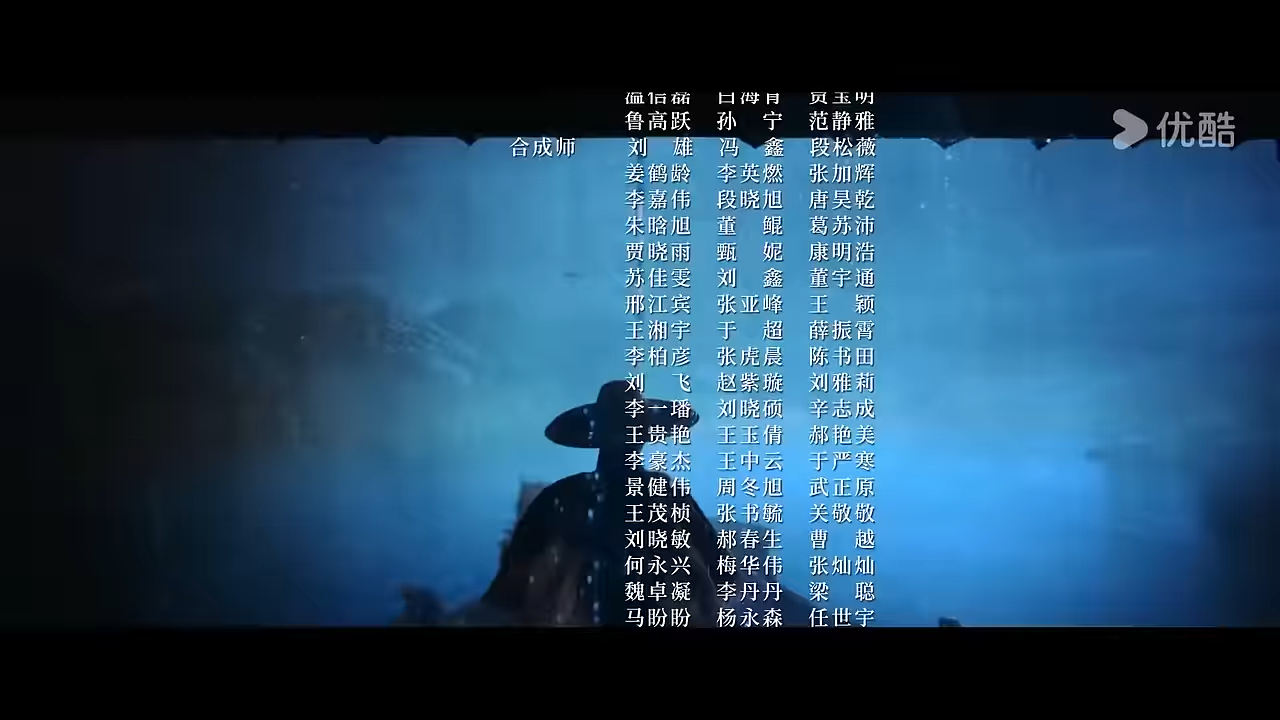 温信磊 白海青 贾宝明
鲁高跃 孙 宁 范静雅
优酷
合成师 刘 雄 冯 鑫 段松薇
姜鹤龄 李英燃 张加辉
李嘉伟 段晓旭 唐昊乾
朱晗旭 董 鲲 葛苏沛
贾晓雨 甄 妮 康明浩
苏佳雯 刘 鑫 董宇通
邢江宾 张亚峰 王 颖
王湘宇 于 超 薛振霄
李柏彦 张虎晨 陈书田
刘 飞 赵紫璇 刘雅莉
李一璠 刘晓硕 辛志成
王贵艳 王玉倩 郝艳美
李豪杰 王中云 于严寒
景健伟 周冬旭 武正原
王茂桢 张书毓 关敬敬
刘晓敏 郝春生 曹 越
何永兴 梅华伟 张灿灿
魏卓凝 李丹丹 梁 聪
马盼盼 杨永森 任世宇